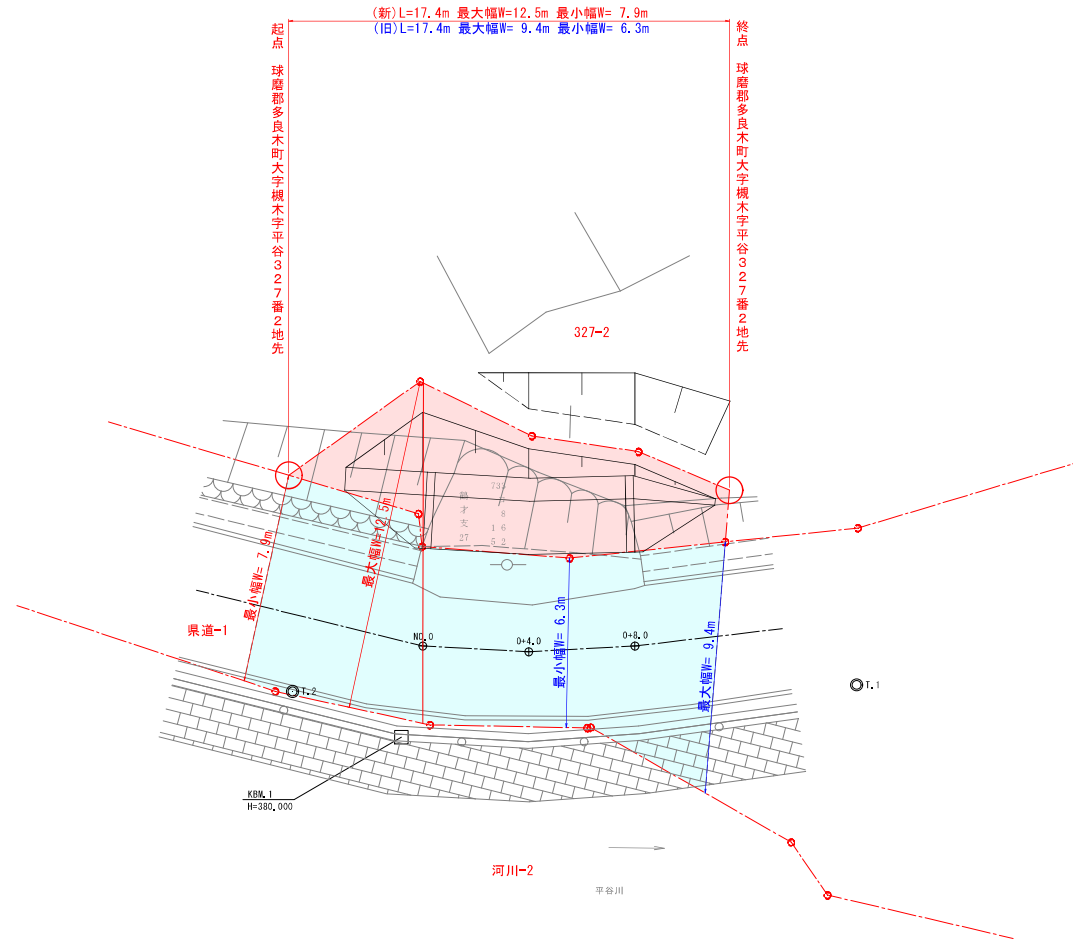 (新)L=17.4m 最大幅W=12.5m 最小幅W= 7.9m
(旧)L=17.4m 最大幅W= 9.4m 最小幅W= 6.3m
起点 球磨郡多良木町大字槻木字平谷327番2地先
終点 球磨郡多良木町大字槻木字平谷327番2地先
327-2
最大幅W=12.5m
最小幅W= 7.9m
最小幅W= 6.3m
最大幅W= 9.4m
県道-1
NO.0
0+4.0
0+8.0
T.2
T.1
KBM.1
H=380.000
河川-2
平谷川